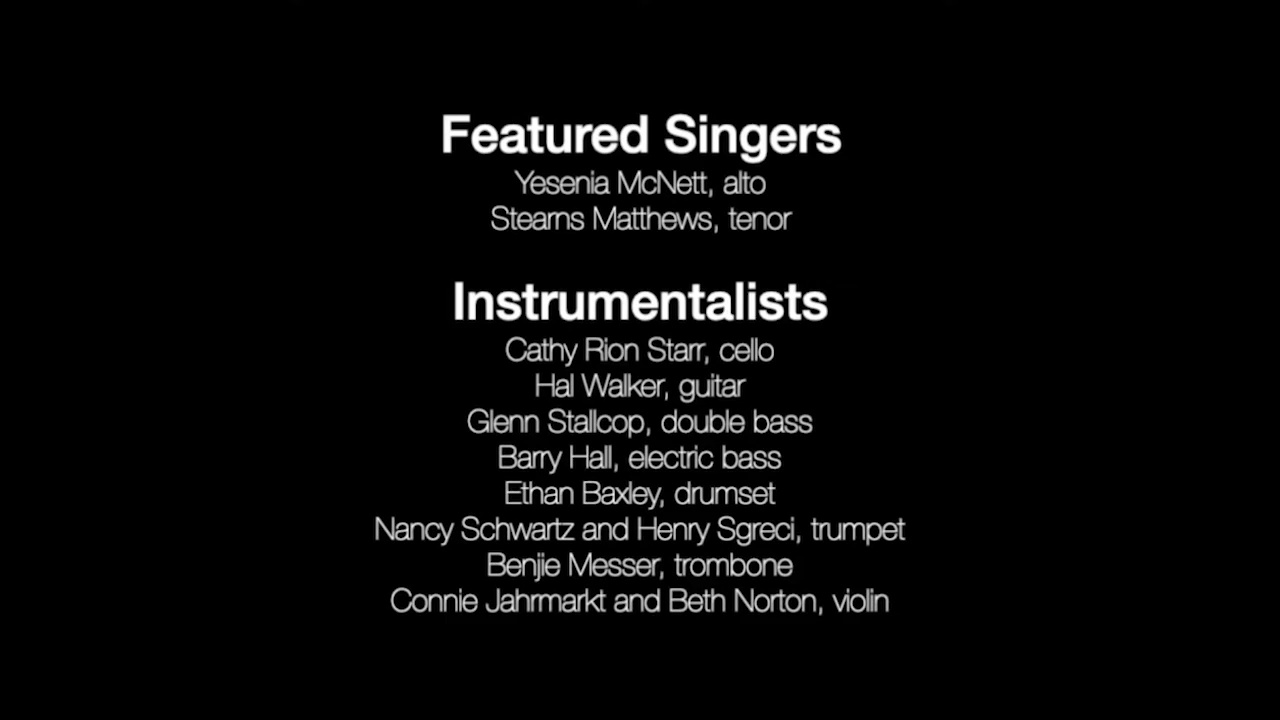 Featured Singers
Yesenia McNett, alto
Stearns Matthews, tenor
Instrumentalists
Cathy Rion Starr, cello
Hal Walker, guitar
Glenn Stallcop, double bass
Barry Hall, electric bass
Ethan Baxley, drumset
Nancy Schwartz and Henry Sgreci, trumpet
Benjie Messer, trombone
Connie Jahrmarkt and Beth Norton, violin